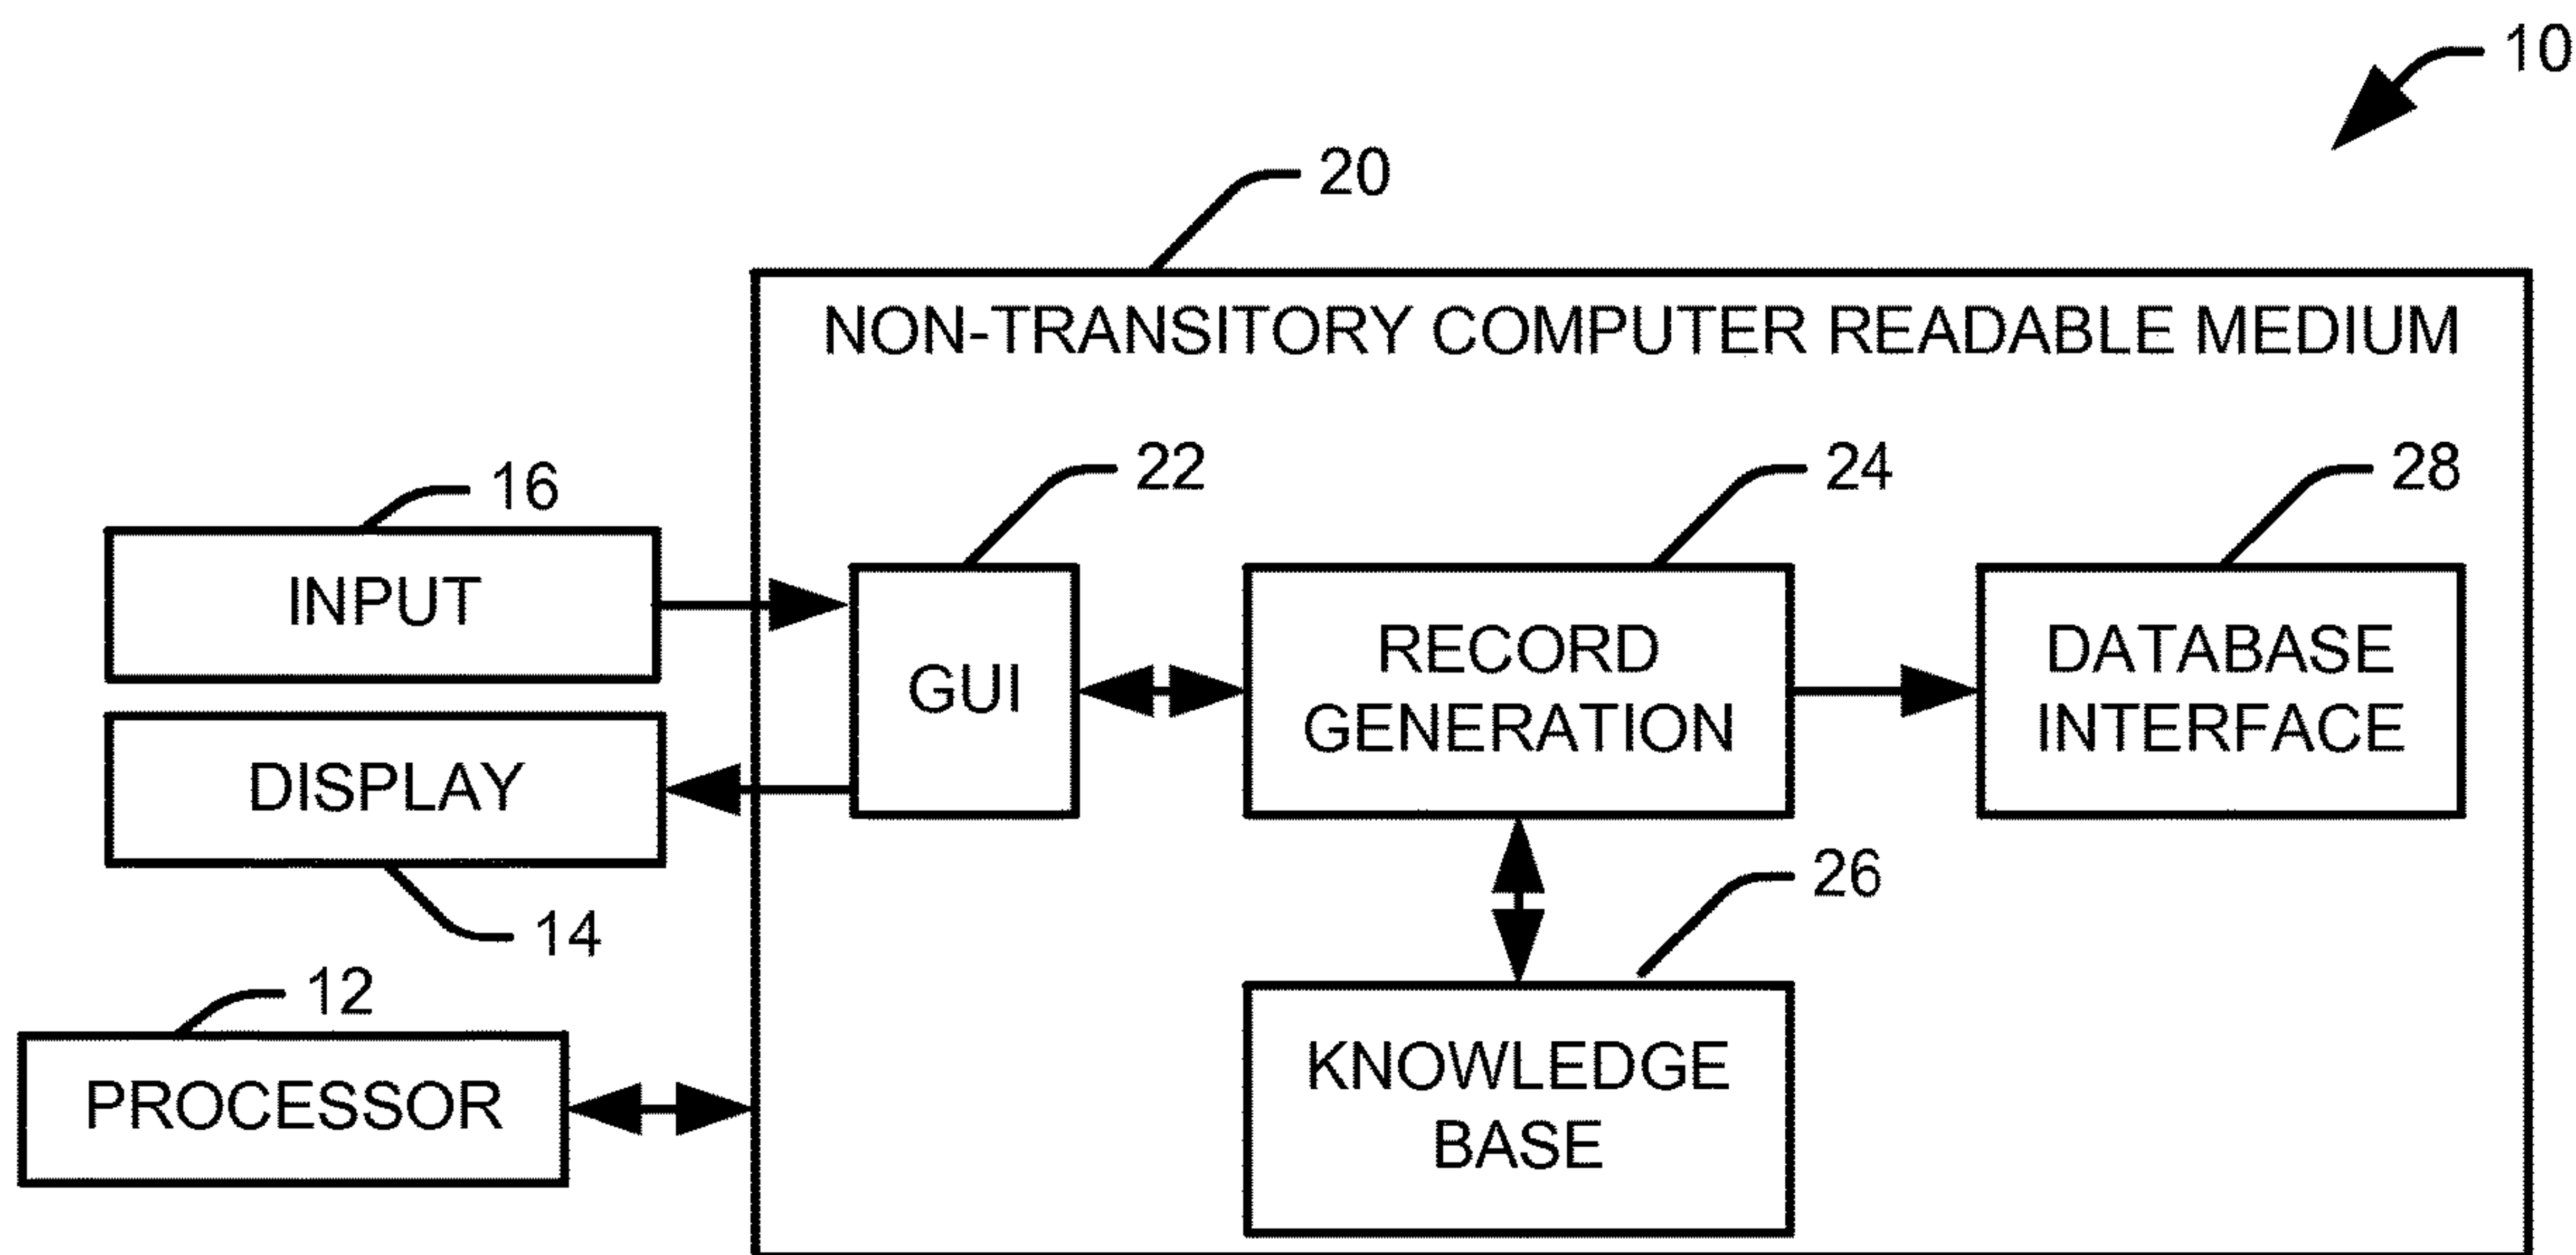 10
20
NON-TRANSITORY COMPUTER READABLE MEDIUM
16
22
24
28
INPUT
GUI
RECORD
GENERATION
DATABASE
INTERFACE
DISPLAY
14
26
12
PROCESSOR
KNOWLEDGE
BASE